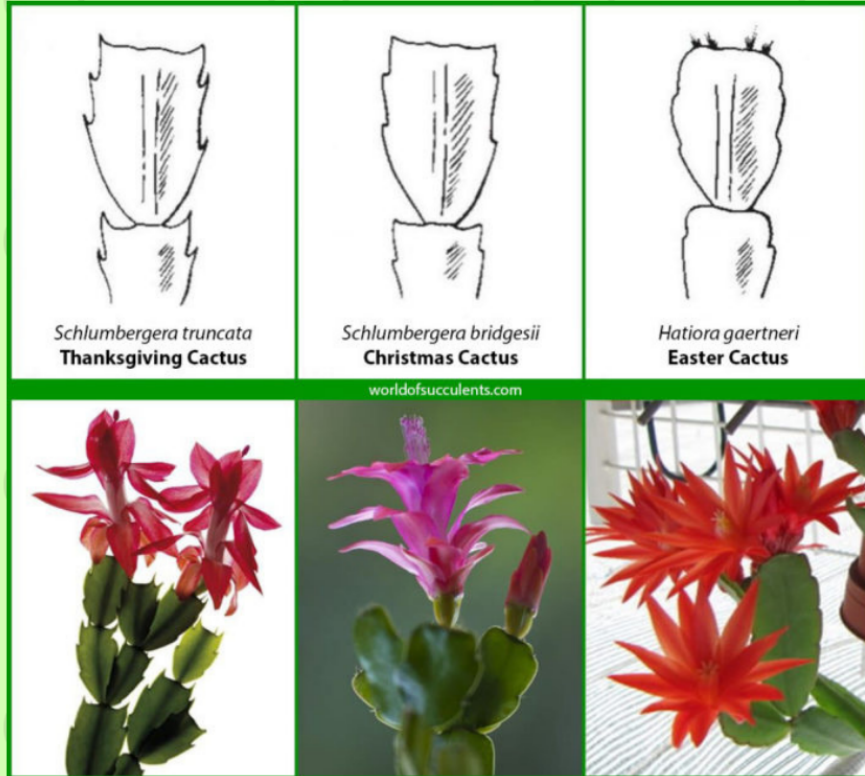 Schlumbergera truncata
Thanksgiving Cactus
Schlumbergera bridgesii
Christmas Cactus
Hatiora gaertneri
Easter Cactus
worldofsucculents.com